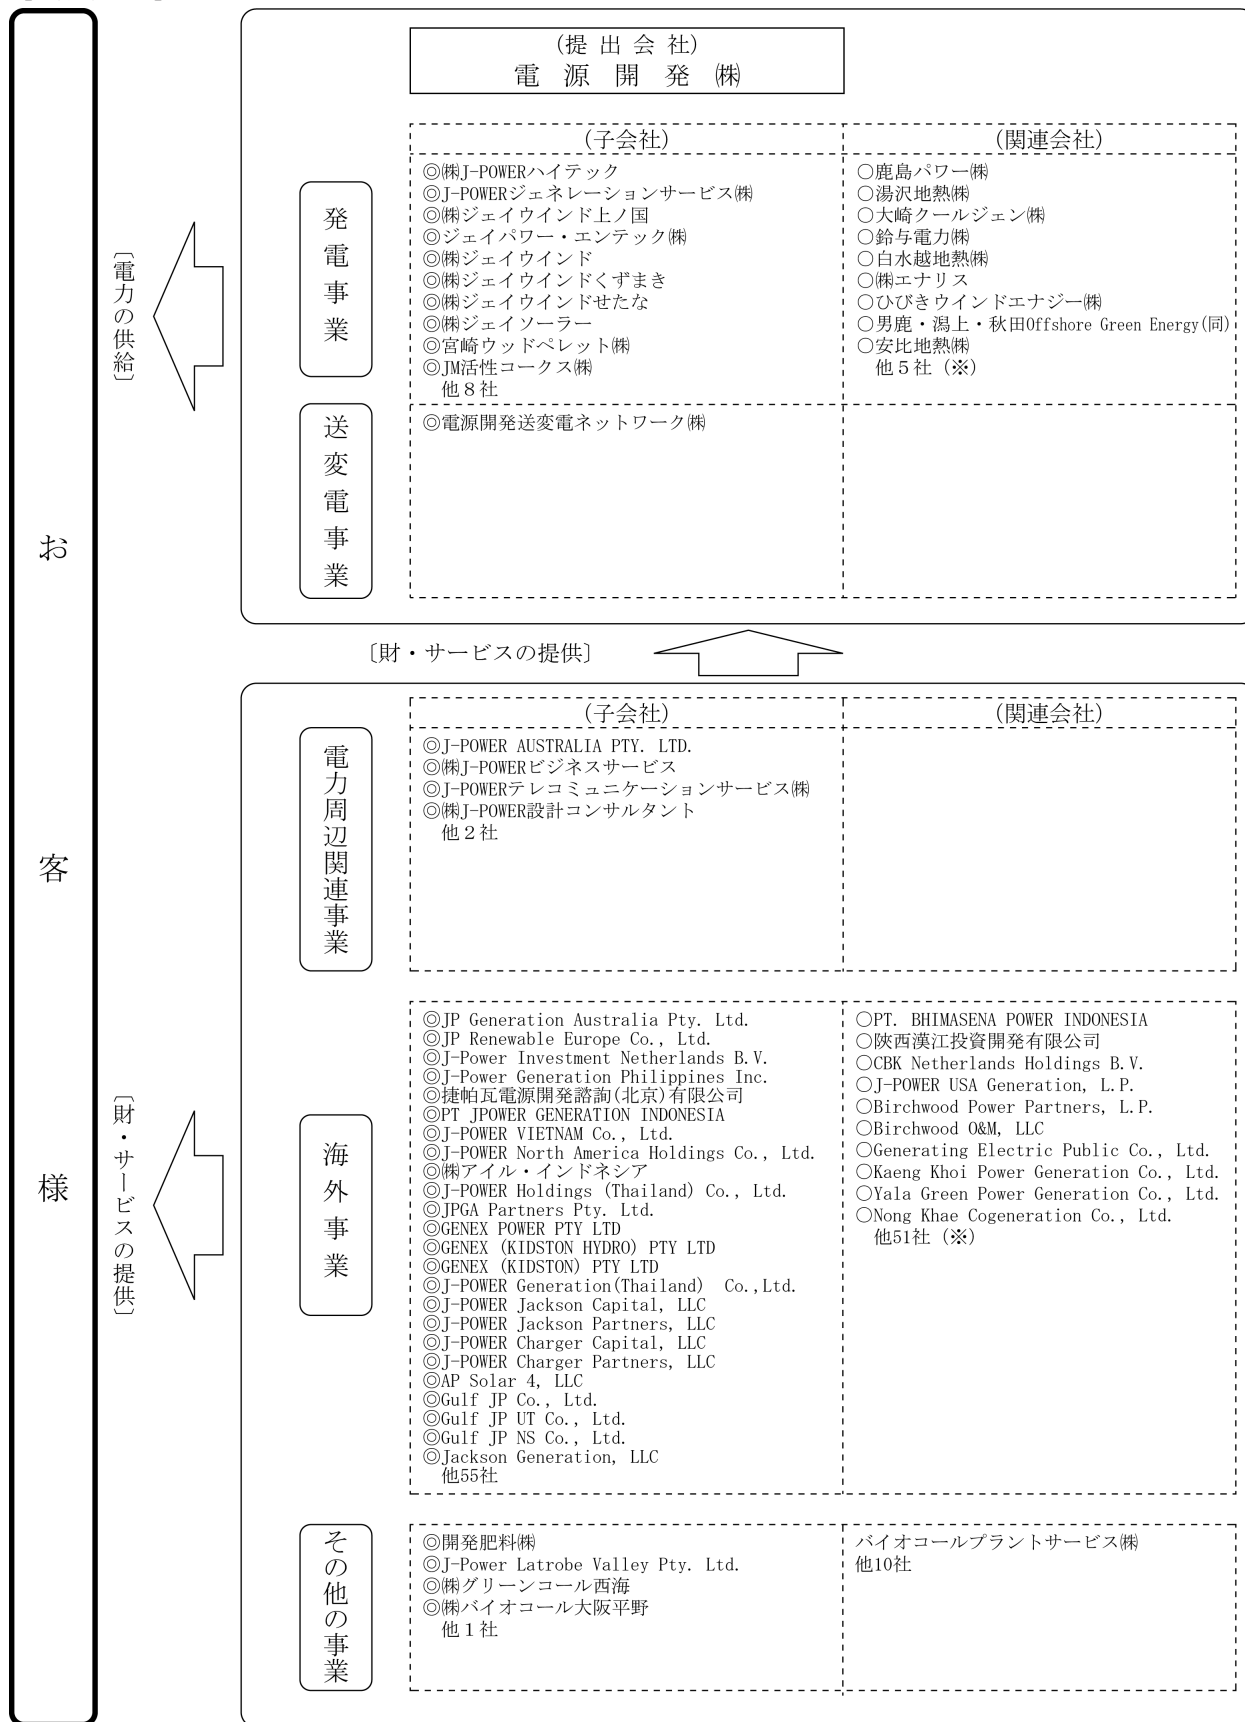 (提出会社)
電源開発㈱
(子会社)
(関連会社)
発電事業
◎㈱J-POWERハイテック
◎J-POWERジェネレーションサービス㈱
◎㈱ジェイウインド上ノ国
◎ジェイパワー・エンテック㈱
◎㈱ジェイウインド
◎㈱ジェイウインドくずまき
◎㈱ジェイウインドせたな
◎㈱ジェイソーラー
◎宮崎ウッドペレット㈱
◎JM活性コークス㈱
他８社
○鹿島パワー㈱
○湯沢地熱㈱
○大崎クールジェン㈱
○鈴与電力㈱
○白水越地熱㈱
○㈱エナリス
○ひびきウインドエナジー㈱
○男鹿・潟上・秋田Offshore Green Energy(同)
○安比地熱㈱
他５社（※）
〔電力の供給〕
送変電事業
◎電源開発送変電ネットワーク㈱
お客様
〔財・サービスの提供〕
(子会社)
(関連会社)
電力周辺関連事業
◎J-POWER AUSTRALIA PTY. LTD.
◎㈱J-POWERビジネスサービス
◎J-POWERテレコミュニケーションサービス㈱
◎㈱J-POWER設計コンサルタント
他２社
〔財・サービスの提供〕
海外事業
◎JP Generation Australia Pty. Ltd.
◎JP Renewable Europe Co., Ltd.
◎J-Power Investment Netherlands B.V.
◎J-Power Generation Philippines Inc.
◎捷帕瓦電源開発諮詢(北京)有限公司
◎PT JPOWER GENERATION INDONESIA
◎J-POWER VIETNAM Co., Ltd.
◎J-POWER North America Holdings Co., Ltd.
◎㈱アイル・インドネシア
◎J-POWER Holdings (Thailand) Co., Ltd.
◎JPGA Partners Pty. Ltd.
◎GENEX POWER PTY LTD
◎GENEX (KIDSTON HYDRO) PTY LTD
◎GENEX (KIDSTON) PTY LTD
◎J-POWER Generation(Thailand) Co.,Ltd.
◎J-POWER Jackson Capital, LLC
◎J-POWER Jackson Partners, LLC
◎J-POWER Charger Capital, LLC
◎J-POWER Charger Partners, LLC
◎AP Solar 4, LLC
◎Gulf JP Co., Ltd.
◎Gulf JP UT Co., Ltd.
◎Gulf JP NS Co., Ltd.
◎Jackson Generation, LLC
他55社
○PT. BHIMASENA POWER INDONESIA
○陝西漢江投資開発有限公司
○CBK Netherlands Holdings B.V.
○J-POWER USA Generation, L.P.
○Birchwood Power Partners, L.P.
○Birchwood O&M, LLC
○Generating Electric Public Co., Ltd.
○Kaeng Khoi Power Generation Co., Ltd.
○Yala Green Power Generation Co., Ltd.
○Nong Khae Cogeneration Co., Ltd.
他51社（※）
その他の事業
◎開発肥料㈱
◎J-Power Latrobe Valley Pty. Ltd.
◎㈱グリーンコール西海
◎㈱バイオコール大阪平野
他１社
バイオコールプラントサービス㈱
他10社